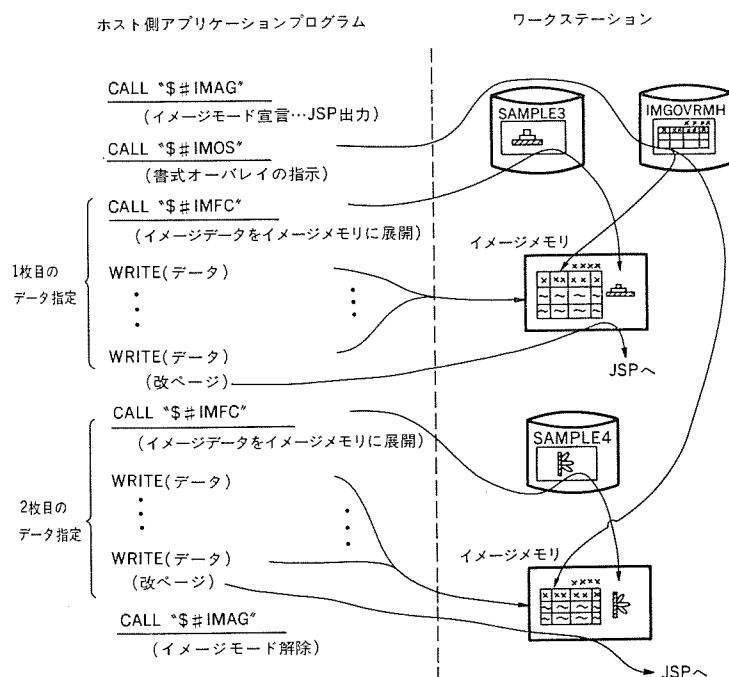 ホスト側アプリケーションプログラム
ワークステーション
CALL "$#IMAG"
(イメージモード宣言…JSP出力)
CALL "$#IMOS"
(書式オーバレイの指示)
SAMPLE3
IMGOVRMH
1枚目の
データ指定
CALL "$#IMFC"
(イメージデータをイメージメモリに展開)
WRITE(データ)
WRITE(データ)
(改ページ)
イメージメモリ
JSPへ
2枚目の
データ指定
CALL "$#IMFC"
(イメージデータをイメージメモリに展開)
WRITE(データ)
WRITE(データ)
(改ページ)
SAMPLE4
イメージメモリ
CALL "$#IMAG"
(イメージモード解除)
JSPへ